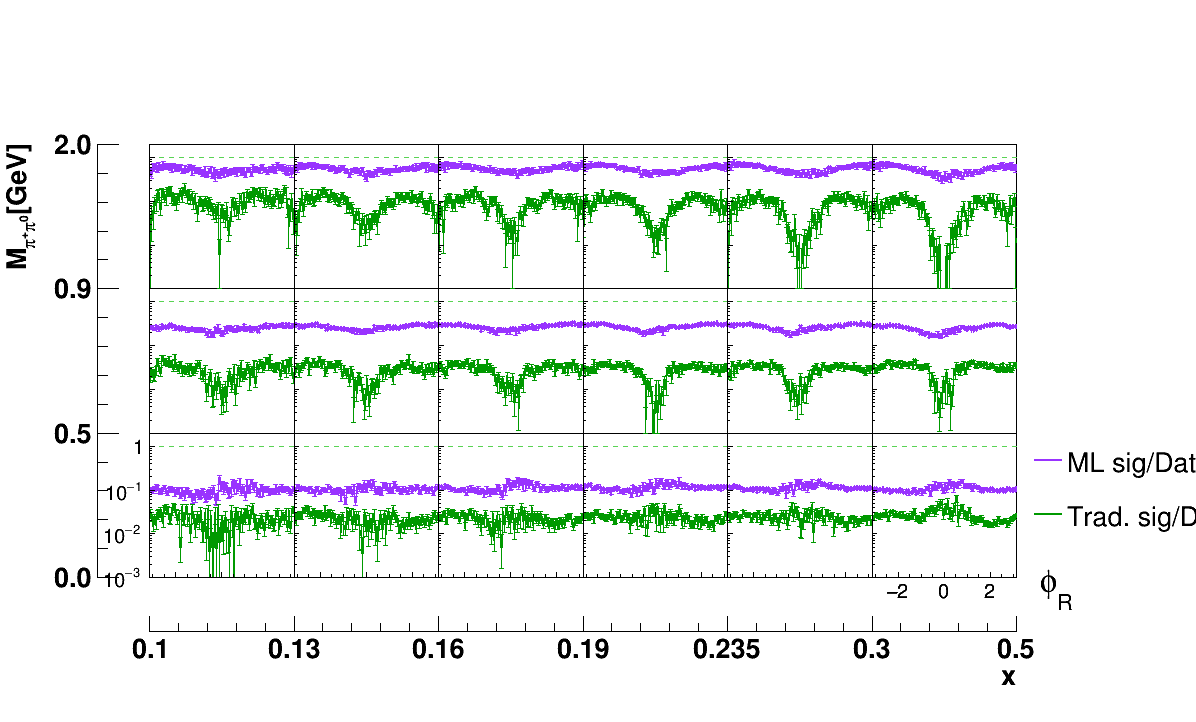 M π⁺π⁰ [GeV]
2.0
0.9
0.5
0.0
1
10⁻¹
10⁻²
10⁻³
ML sig/Dat
Trad. sig/D
−2 0 2
ϕR
0.1 0.13 0.16 0.19 0.235 0.3 0.5
x